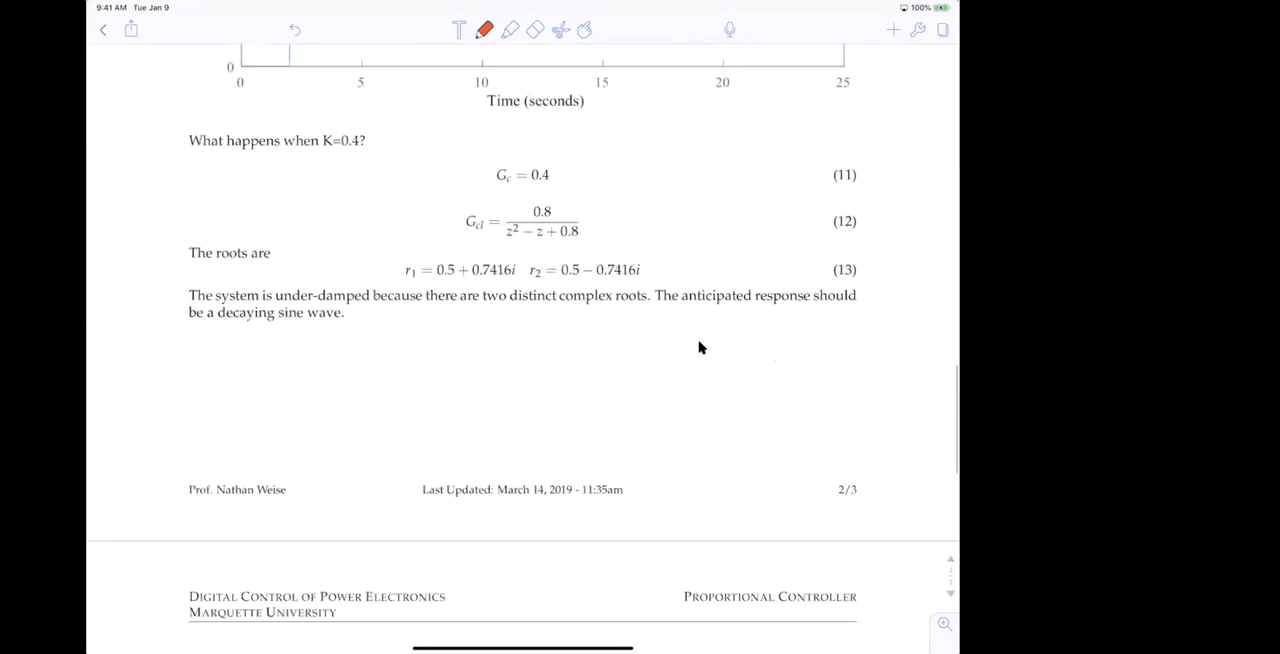 9:41 AM Tue Jan 9
100%
T
0
0 5 10 15 20 25
Time (seconds)
What happens when K=0.4?
G_c = 0.4 (11)
G_cl = 0.8 / (z² − z + 0.8) (12)
The roots are
r₁ = 0.5 + 0.7416i r₂ = 0.5 − 0.7416i (13)
The system is under-damped because there are two distinct complex roots. The anticipated response should
be a decaying sine wave.
Prof. Nathan Weise Last Updated: March 14, 2019 - 11:35am 2/3
DIGITAL CONTROL OF POWER ELECTRONICS PROPORTIONAL CONTROLLER
MARQUETTE UNIVERSITY